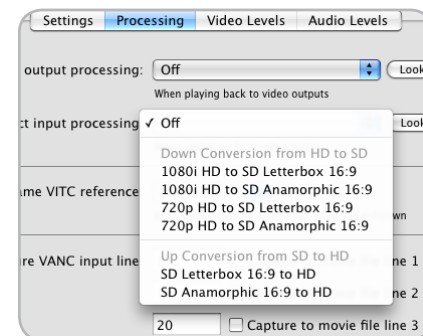 Settings Processing Video Levels Audio Levels
output processing: Off Look
When playing back to video outputs
ct input processing ✓ Off Look
Down Conversion from HD to SD
1080i HD to SD Letterbox 16:9
1080i HD to SD Anamorphic 16:9
720p HD to SD Letterbox 16:9
ame VITC reference
720p HD to SD Anamorphic 16:9
wn
Up Conversion from SD to HD
re VANC input line ne 1
SD Letterbox 16:9 to HD
SD Anamorphic 16:9 to HD ne 2
20 Capture to movie file line 3